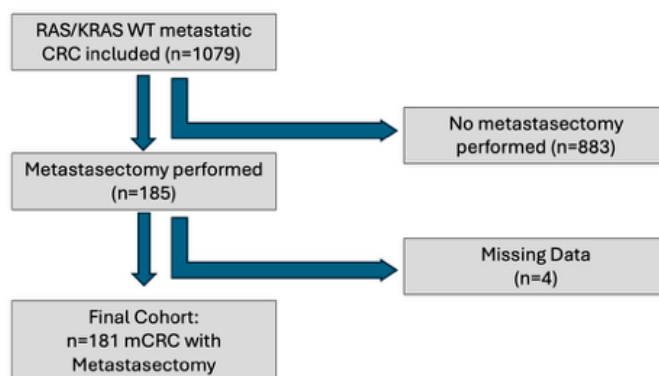 RAS/KRAS WT metastatic
CRC included (n=1079)
No metastasectomy
performed (n=883)
Metastasectomy performed
(n=185)
Missing Data
(n=4)
Final Cohort:
n=181 mCRC with
Metastasectomy